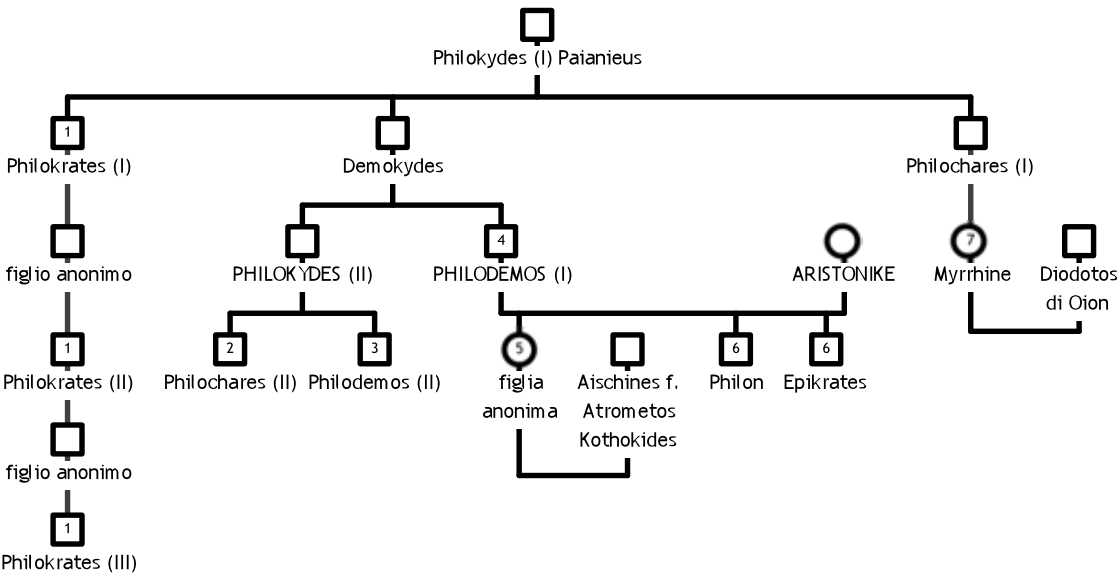 Philokydes (I) Paianieus
1
Philokrates (I)
Demokydes
Philochares (I)
4
7
figlio anonimo
PHILOKYDES (II)
PHILODEMOS (I)
ARISTONIKE
Myrrhine
Diodotos
di Oion
1
2
3
5
6
6
Philokrates (II)
Philochares (II)
Philodemos (II)
figlia
anonima
Aischines f.
Atrometos
Kothokides
Philon
Epikrates
figlio anonimo
1
Philokrates (III)